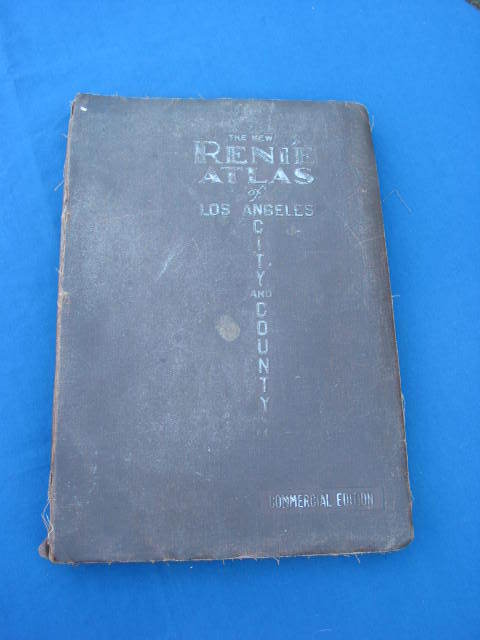 THE NEW
RENIE
ATLAS
of
LOS ANGELES
CITY
AND
COUNTY
COMMERCIAL EDITION